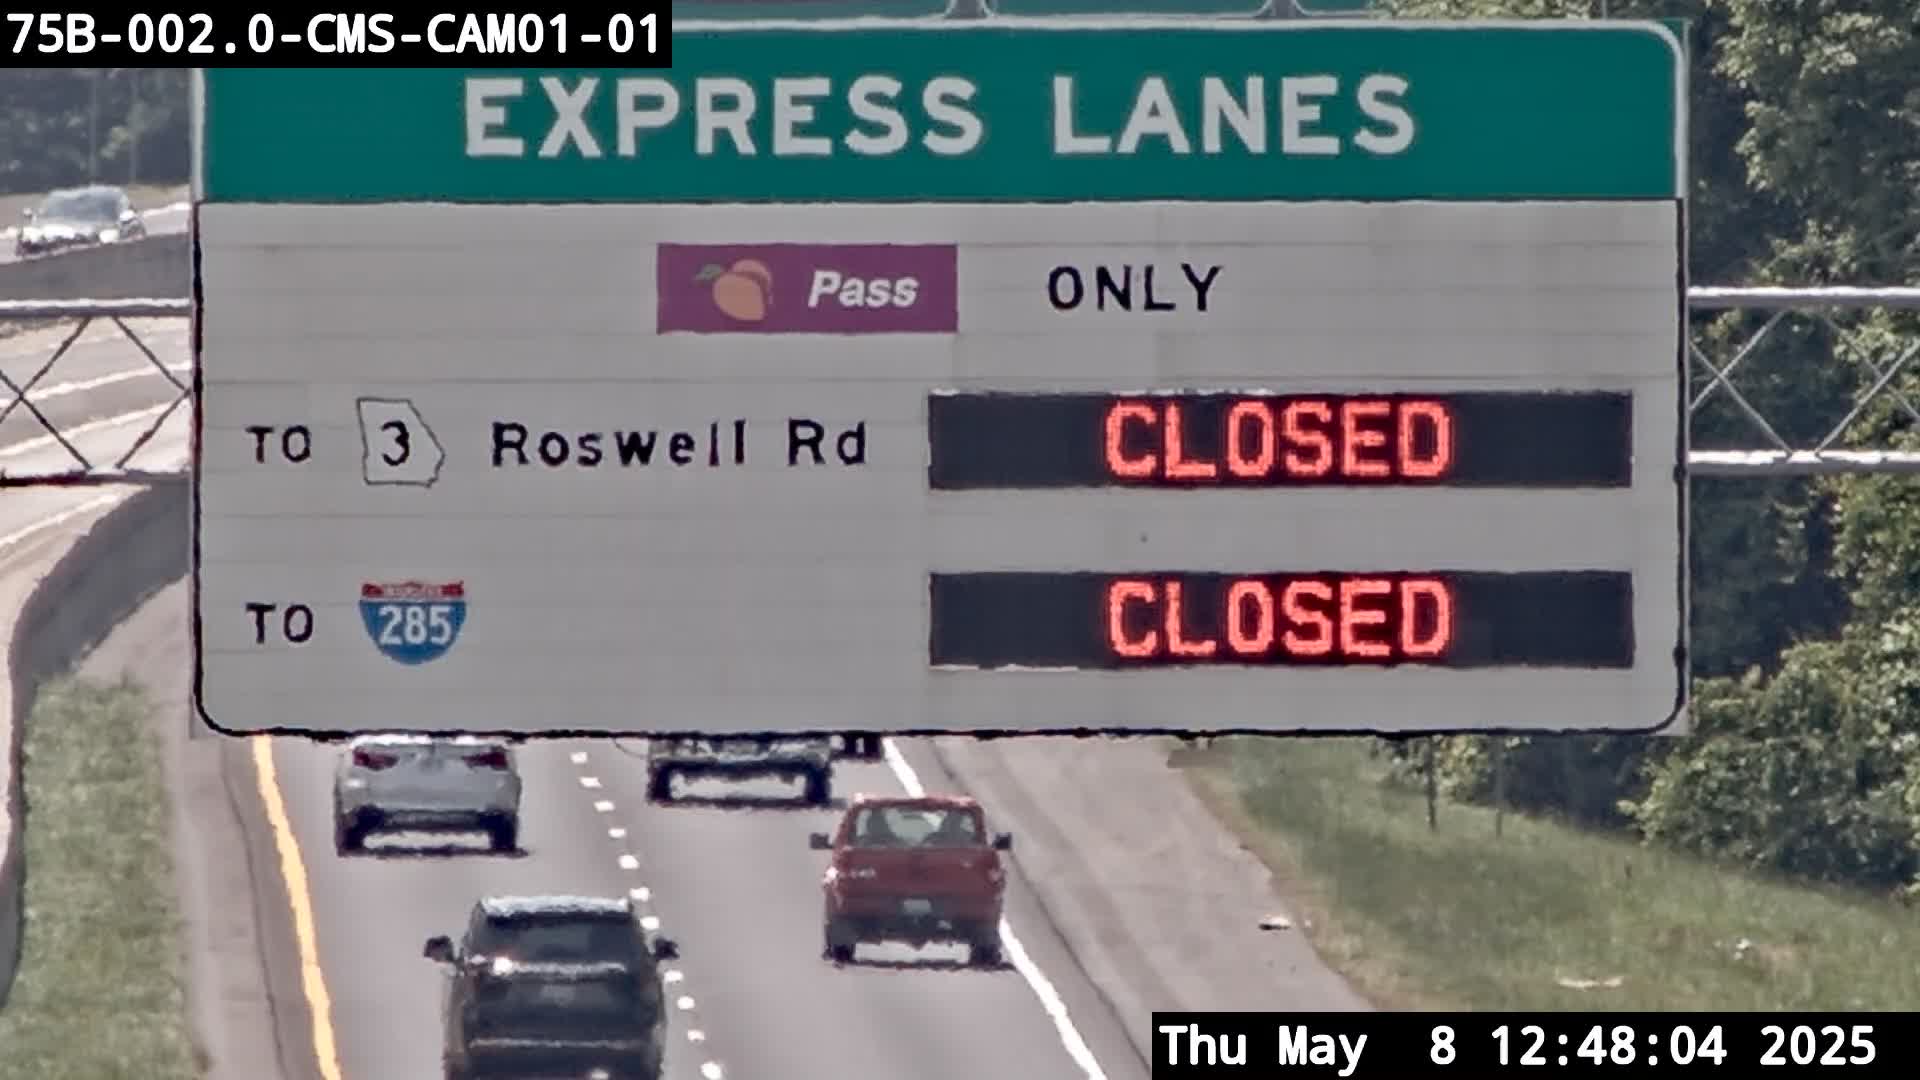 75B-002.0-CMS-CAM01-01
EXPRESS LANES
Pass ONLY
TO 3 Roswell Rd CLOSED
TO 285 CLOSED
Thu May 8 12:48:04 2025